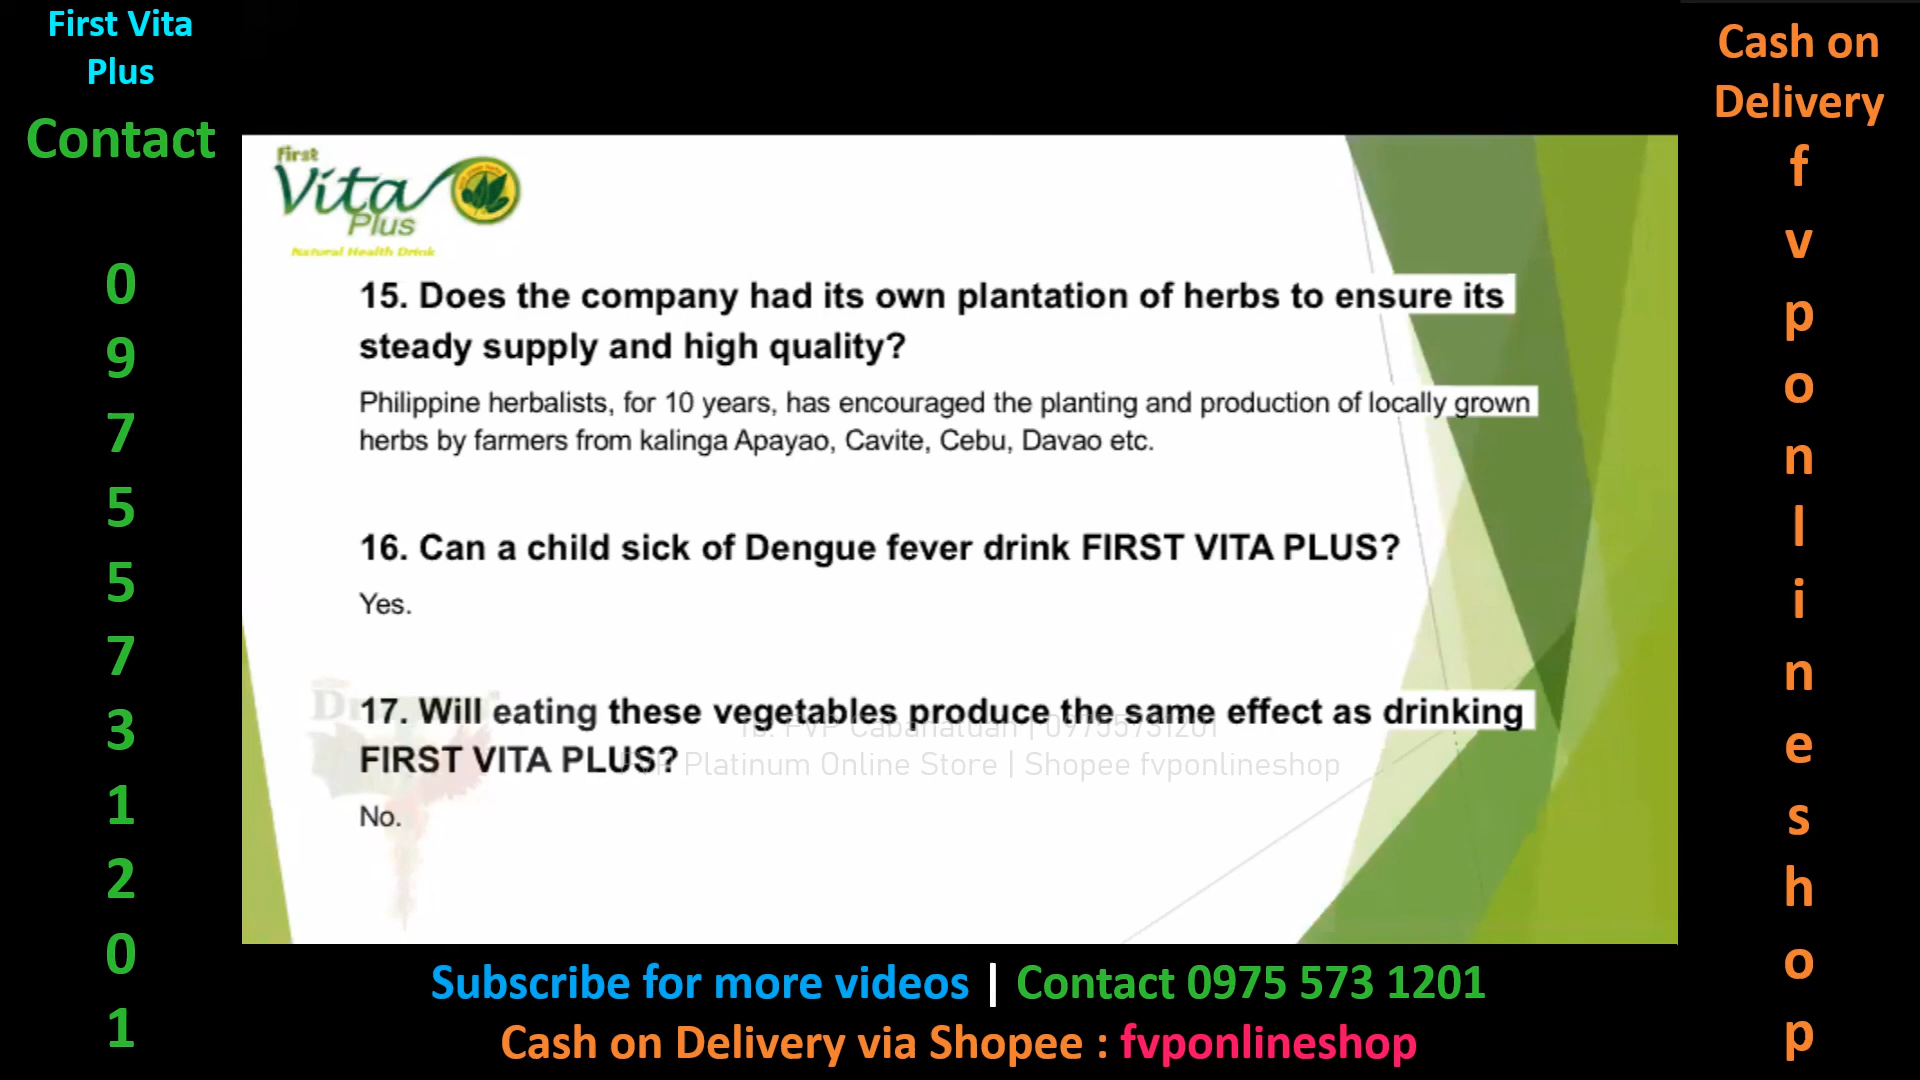 First Vita
Plus
Contact
0
9
7
5
5
7
3
1
2
0
1
First
Vita
Plus
Natural Health Drink
15. Does the company had its own plantation of herbs to ensure its
steady supply and high quality?
Philippine herbalists, for 10 years, has encouraged the planting and production of locally grown
herbs by farmers from kalinga Apayao, Cavite, Cebu, Davao etc.
16. Can a child sick of Dengue fever drink FIRST VITA PLUS?
Yes.
17. Will eating these vegetables produce the same effect as drinking
FIRST VITA PLUS?
No.
fb: FVP Cabanatuan | 09755731201
FVP Platinum Online Store | Shopee fvponlineshop
Cash on
Delivery
f
v
p
o
n
l
i
n
e
s
h
o
p
Subscribe for more videos | Contact 0975 573 1201
Cash on Delivery via Shopee : fvponlineshop